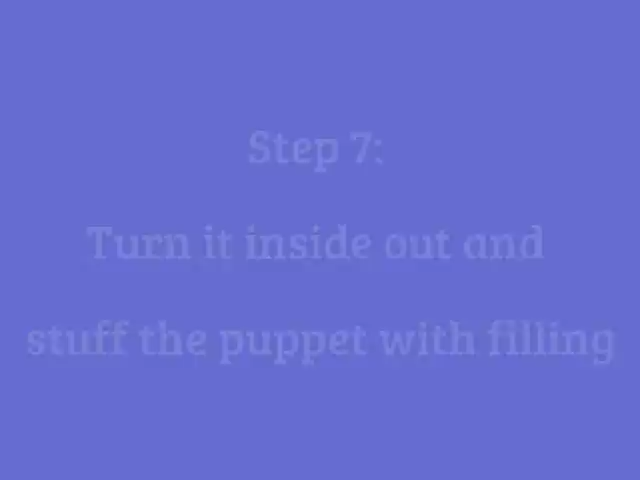 Step 7:
Turn it inside out and
stuff the puppet with filling